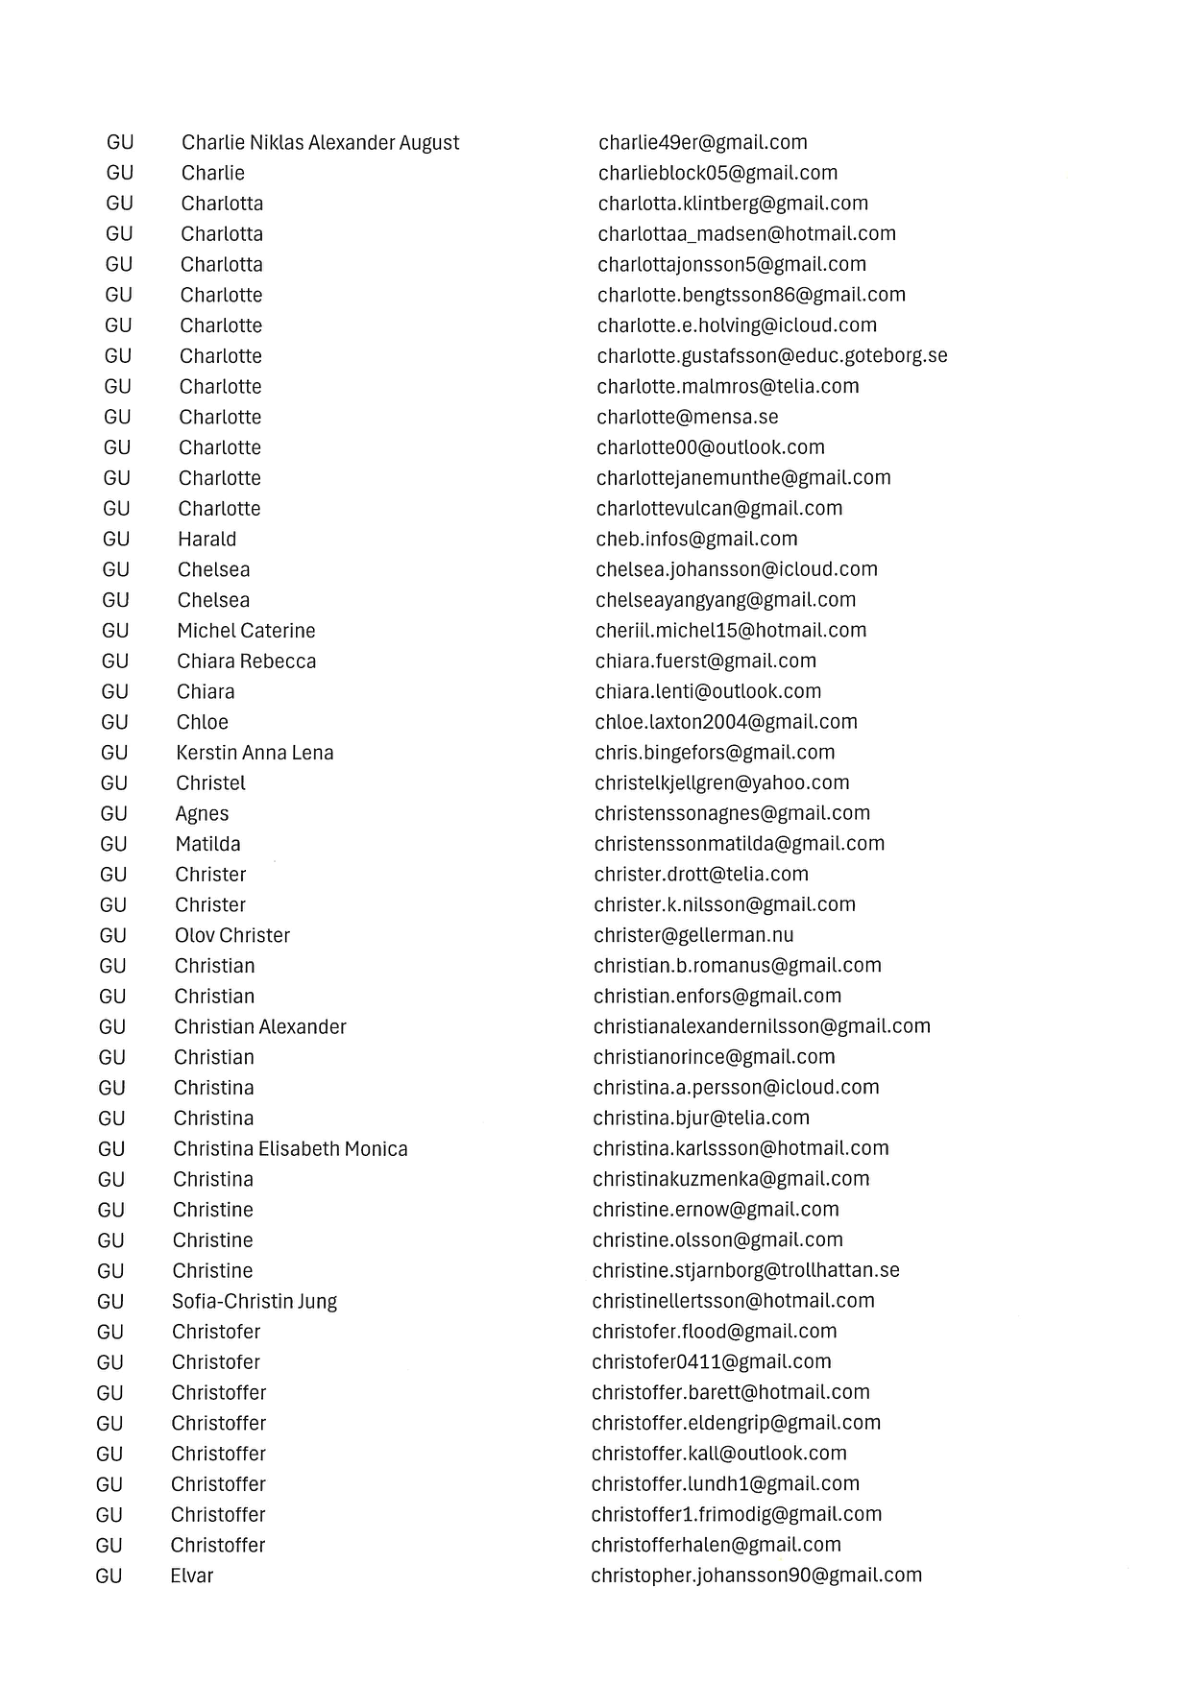 GU Charlie Niklas Alexander August charlie49er@gmail.com
GU Charlie charlieblock05@gmail.com
GU Charlotta charlotta.klintberg@gmail.com
GU Charlotta charlottaa_madsen@hotmail.com
GU Charlotta charlottajonsson5@gmail.com
GU Charlotte charlotte.bengtsson86@gmail.com
GU Charlotte charlotte.e.holving@icloud.com
GU Charlotte charlotte.gustafsson@educ.goteborg.se
GU Charlotte charlotte.malmros@telia.com
GU Charlotte charlotte@mensa.se
GU Charlotte charlotte00@outlook.com
GU Charlotte charlottejanemunthe@gmail.com
GU Charlotte charlottevulcan@gmail.com
GU Harald cheb.infos@gmail.com
GU Chelsea chelsea.johansson@icloud.com
GU Chelsea chelseayangyang@gmail.com
GU Michel Caterine cheriil.michel15@hotmail.com
GU Chiara Rebecca chiara.fuerst@gmail.com
GU Chiara chiara.lenti@outlook.com
GU Chloe chloe.laxton2004@gmail.com
GU Kerstin Anna Lena chris.bingefors@gmail.com
GU Christel christelkjellgren@yahoo.com
GU Agnes christenssonagnes@gmail.com
GU Matilda christenssonmatilda@gmail.com
GU Christer christer.drott@telia.com
GU Christer christer.k.nilsson@gmail.com
GU Olov Christer christer@gellerman.nu
GU Christian christian.b.romanus@gmail.com
GU Christian christian.enfors@gmail.com
GU Christian Alexander christianalexandernilsson@gmail.com
GU Christian christianorince@gmail.com
GU Christina christina.a.persson@icloud.com
GU Christina christina.bjur@telia.com
GU Christina Elisabeth Monica christina.karlssson@hotmail.com
GU Christina christinakuzmenka@gmail.com
GU Christine christine.ernow@gmail.com
GU Christine christine.olsson@gmail.com
GU Christine christine.stjarnborg@trollhattan.se
GU Sofia-Christin Jung christinellertsson@hotmail.com
GU Christofer christofer.flood@gmail.com
GU Christofer christofer0411@gmail.com
GU Christoffer christoffer.barett@hotmail.com
GU Christoffer christoffer.eldengrip@gmail.com
GU Christoffer christoffer.kall@outlook.com
GU Christoffer christoffer.lundh1@gmail.com
GU Christoffer christoffer1.frimodig@gmail.com
GU Christoffer christofferhalen@gmail.com
GU Elvar christopher.johansson90@gmail.com